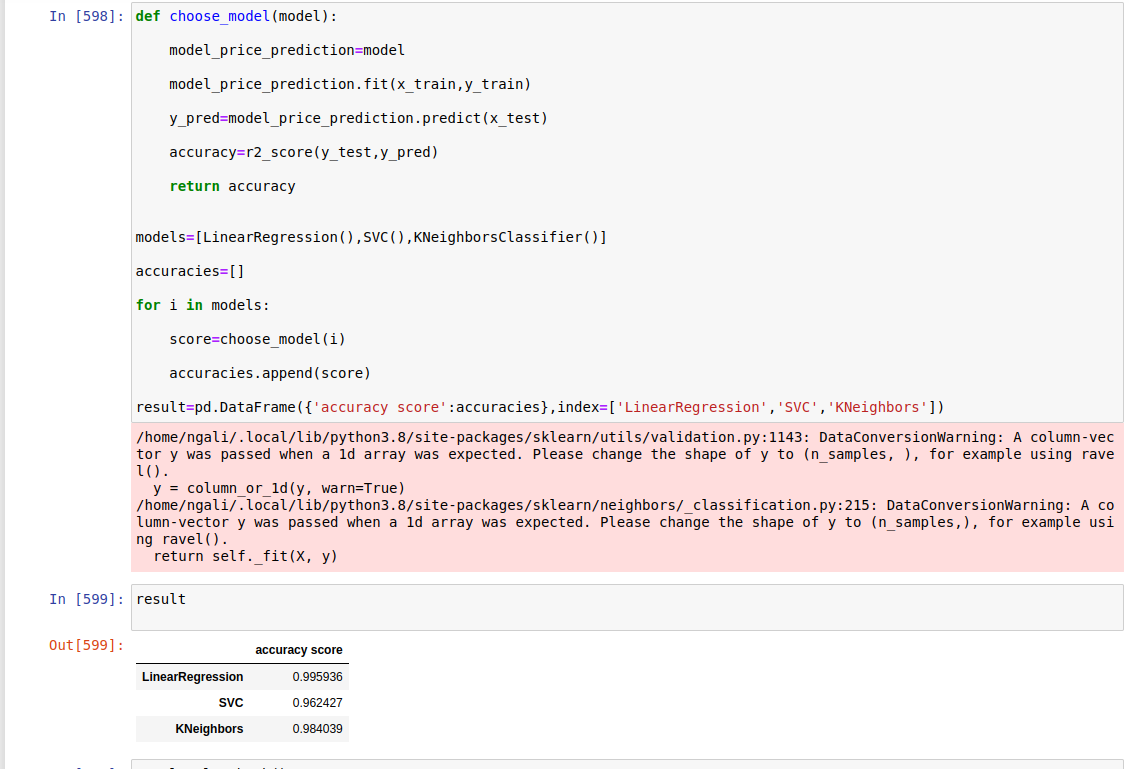 In [598]: def choose_model(model):
model_price_prediction=model
model_price_prediction.fit(x_train,y_train)
y_pred=model_price_prediction.predict(x_test)
accuracy=r2_score(y_test,y_pred)
return accuracy
models=[LinearRegression(),SVC(),KNeighborsClassifier()]
accuracies=[]
for i in models:
score=choose_model(i)
accuracies.append(score)
result=pd.DataFrame({'accuracy score':accuracies},index=['LinearRegression','SVC','KNeighbors'])
/home/ngali/.local/lib/python3.8/site-packages/sklearn/utils/validation.py:1143: DataConversionWarning: A column-vec
tor y was passed when a 1d array was expected. Please change the shape of y to (n_samples, ), for example using rave
l().
y = column_or_1d(y, warn=True)
/home/ngali/.local/lib/python3.8/site-packages/sklearn/neighbors/_classification.py:215: DataConversionWarning: A co
lumn-vector y was passed when a 1d array was expected. Please change the shape of y to (n_samples,), for example usi
ng ravel().
return self._fit(X, y)
In [599]: result
Out[599]:
accuracy score
LinearRegression 0.995936
SVC 0.962427
KNeighbors 0.984039